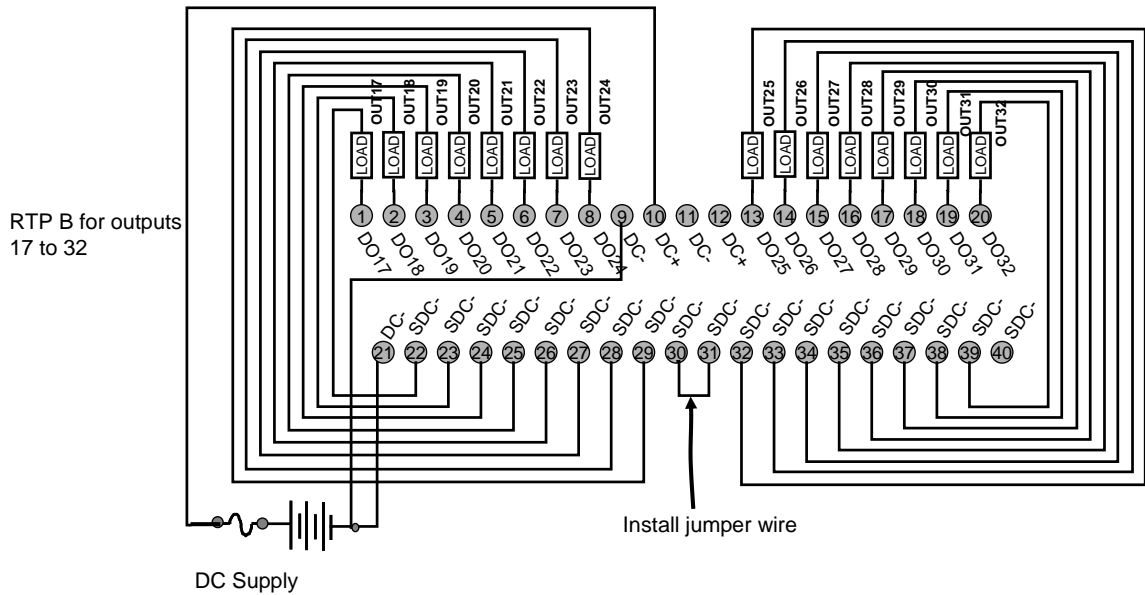 OUT17 OUT18 OUT19 OUT20 OUT21 OUT22 OUT23 OUT24 OUT25 OUT26 OUT27 OUT28 OUT29 OUT30 OUT31 OUT32
LOAD LOAD LOAD LOAD LOAD LOAD LOAD LOAD LOAD LOAD LOAD LOAD LOAD LOAD LOAD LOAD
RTP B for outputs
17 to 32
1 2 3 4 5 6 7 8 9 10 11 12 13 14 15 16 17 18 19 20
DO17 DO18 DO19 DO20 DO21 DO22 DO23 DO24 DC- DC+ DC- DC+ DO25 DO26 DO27 DO28 DO29 DO30 DO31 DO32
DC- SDC- SDC- SDC- SDC- SDC- SDC- SDC- SDC- SDC- SDC- SDC- SDC- SDC- SDC- SDC- SDC- SDC- SDC- SDC-
21 22 23 24 25 26 27 28 29 30 31 32 33 34 35 36 37 38 39 40
Install jumper wire
DC Supply